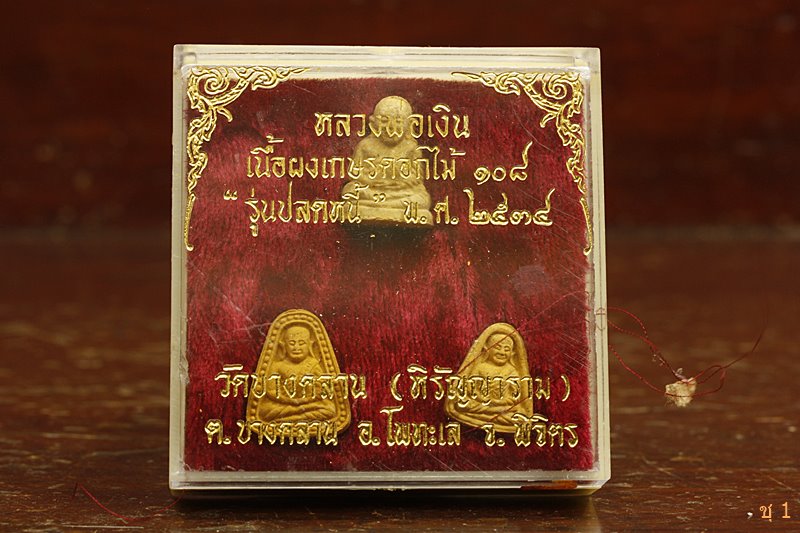 หลวงพ่อเงิน
เนื้อผงเกษรดอกไม้ ๑๐๘
“ รุ่นปลดหนี้ ” พ.ศ.๒๕๓๔
วัดบางคลาน (หิรัญญาราม)
ต.บางคลาน อ.โพทะเล จ.พิจิตร
ชุ 1